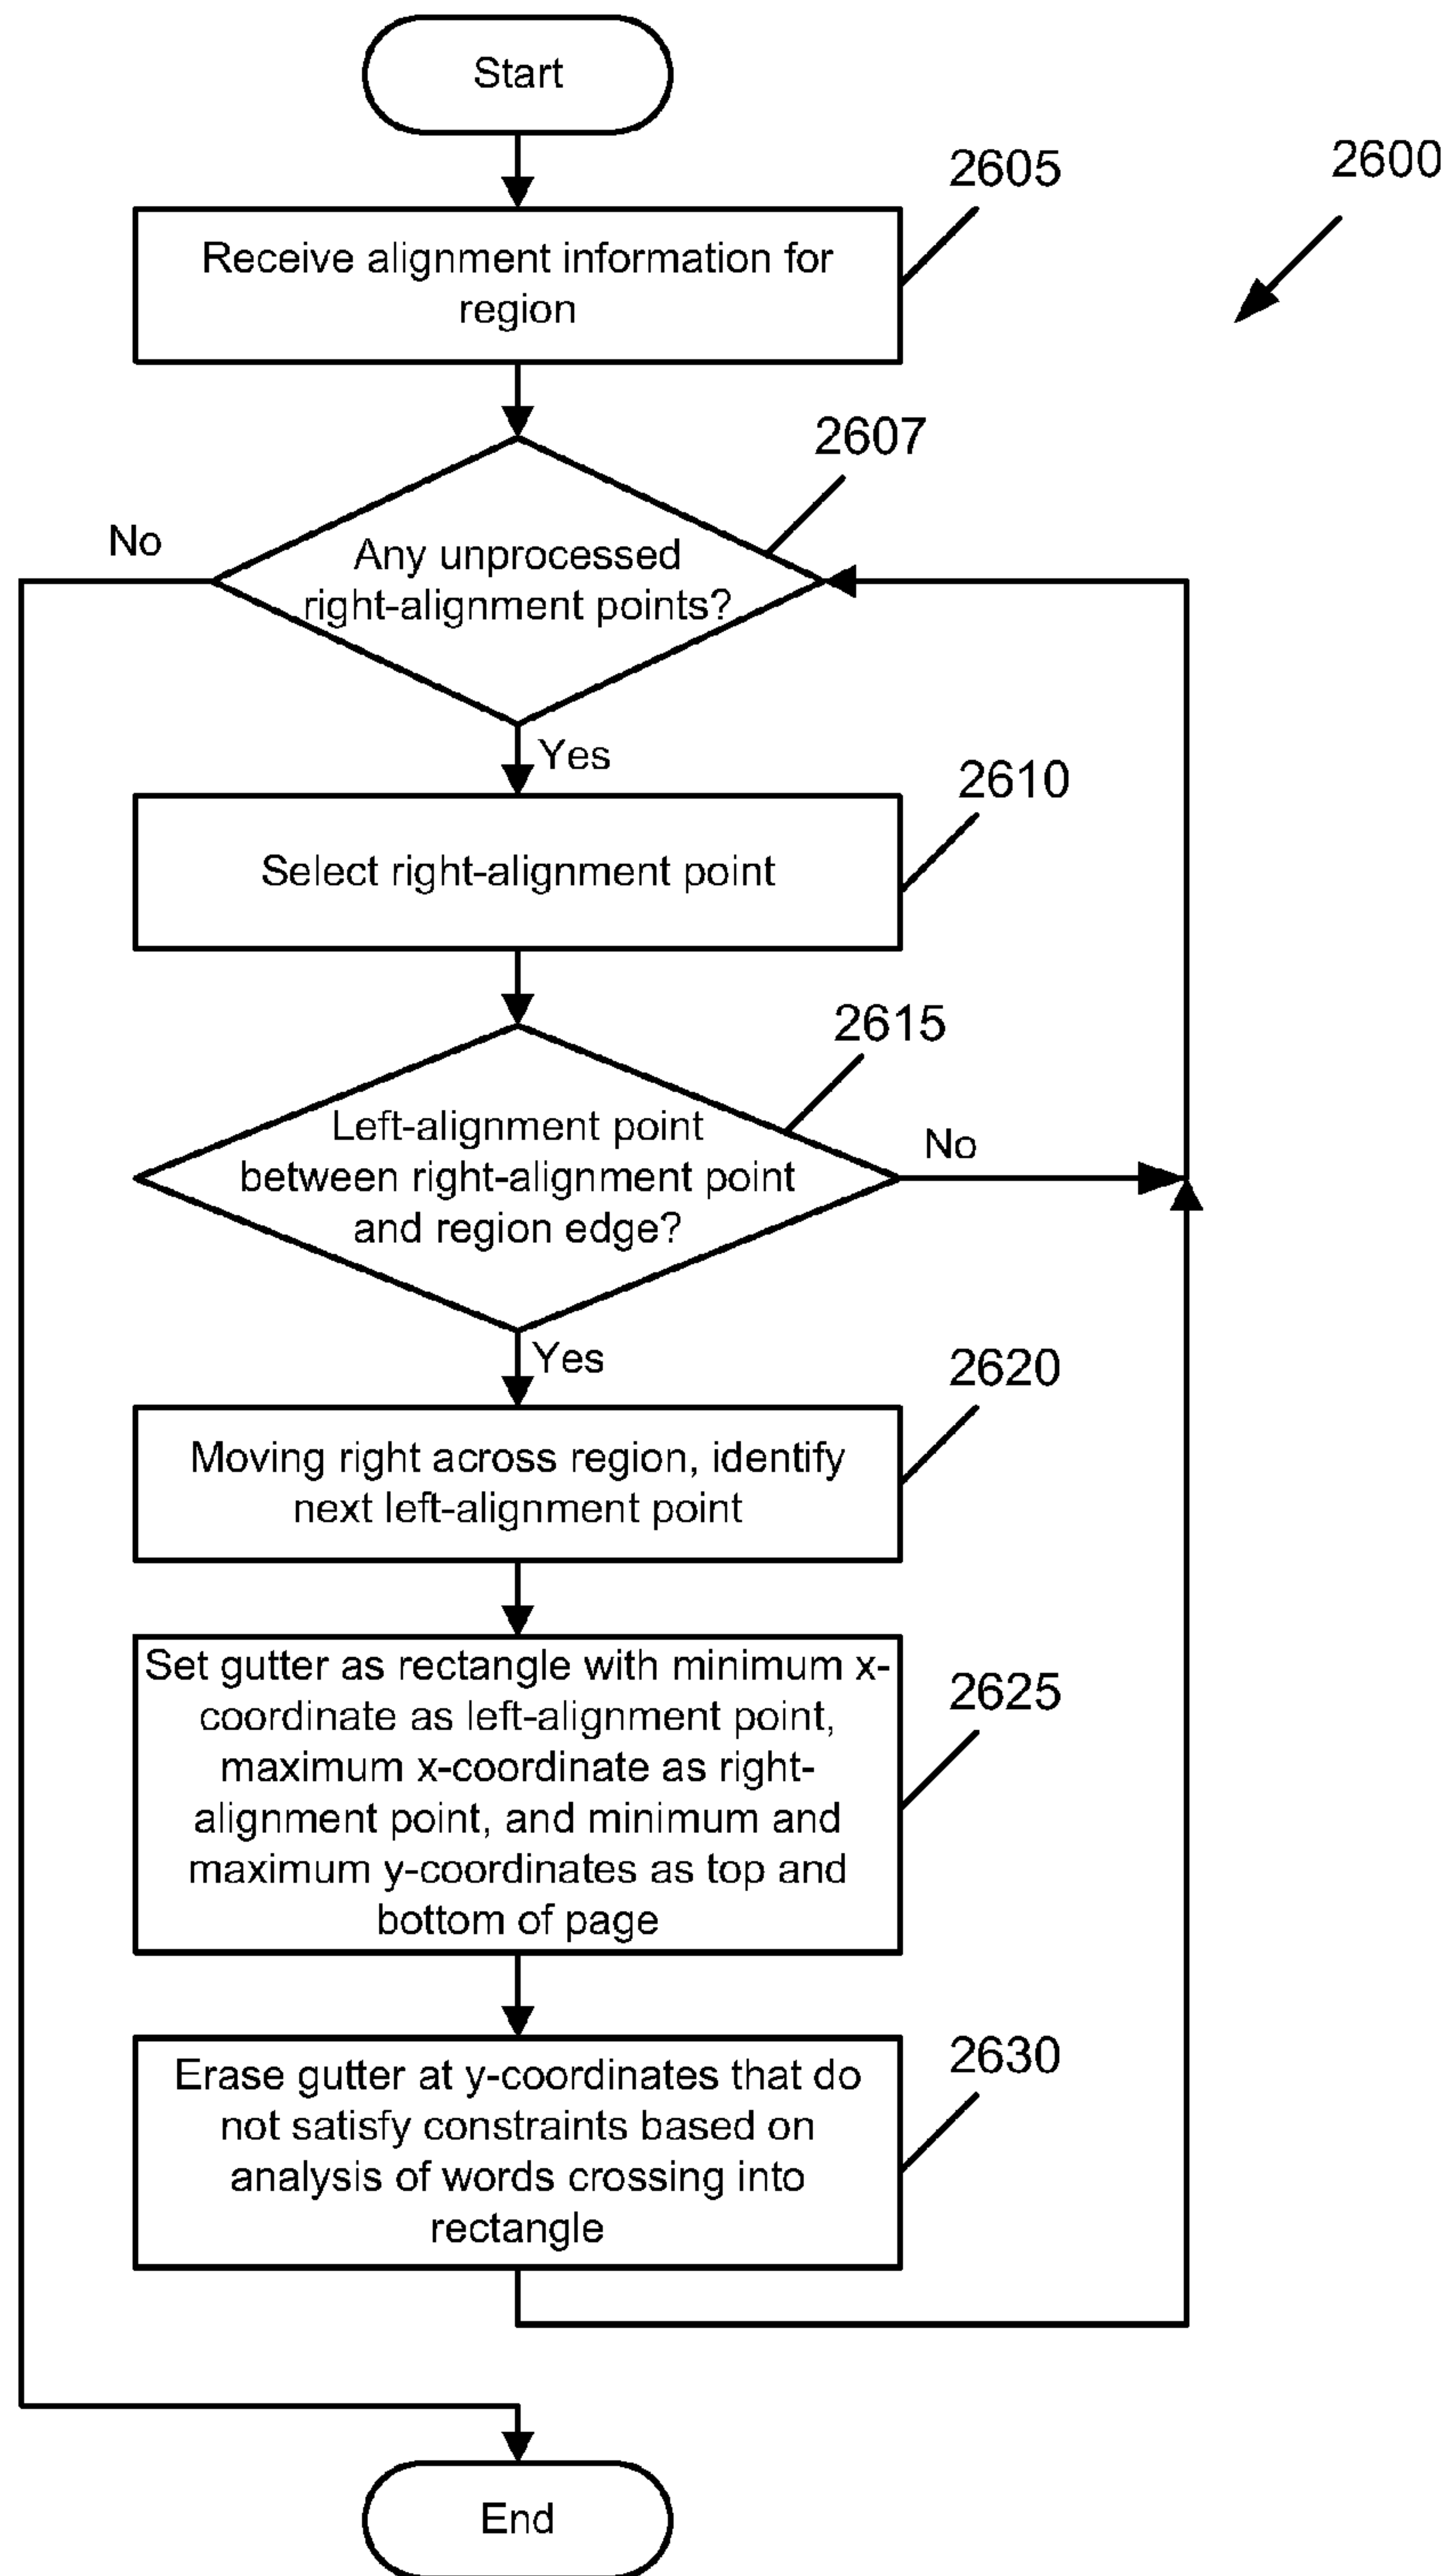 Start
2605
2600
Receive alignment information for
region
2607
No
Any unprocessed
right-alignment points?
Yes
2610
Select right-alignment point
2615
Left-alignment point
between right-alignment point
and region edge?
No
Yes
2620
Moving right across region, identify
next left-alignment point
Set gutter as rectangle with minimum x-
coordinate as left-alignment point,
maximum x-coordinate as right-
alignment point, and minimum and
maximum y-coordinates as top and
bottom of page
2625
2630
Erase gutter at y-coordinates that do
not satisfy constraints based on
analysis of words crossing into
rectangle
End